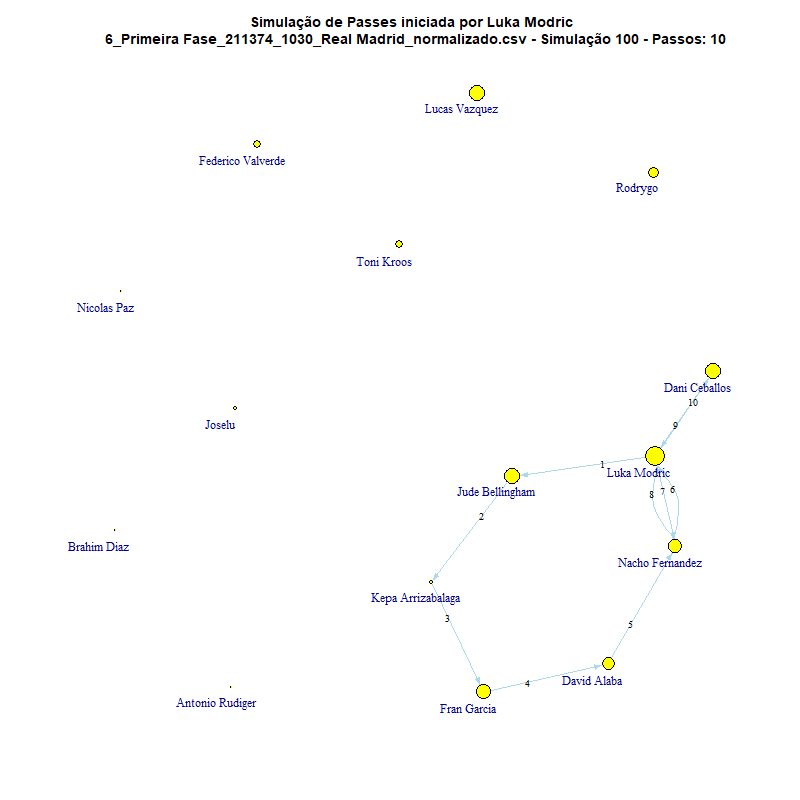 Simulação de Passes iniciada por Luka Modric
6_Primeira Fase_211374_1030_Real Madrid_normalizado.csv - Simulação 100 - Passos: 10
Lucas Vazquez
Federico Valverde
Rodrygo
Toni Kroos
Nicolas Paz
Dani Ceballos
10
Joselu
9
1
Luka Modric
Jude Bellingham
8
7
6
2
Brahim Diaz
Nacho Fernandez
Kepa Arrizabalaga
3
5
4
David Alaba
Antonio Rudiger
Fran Garcia